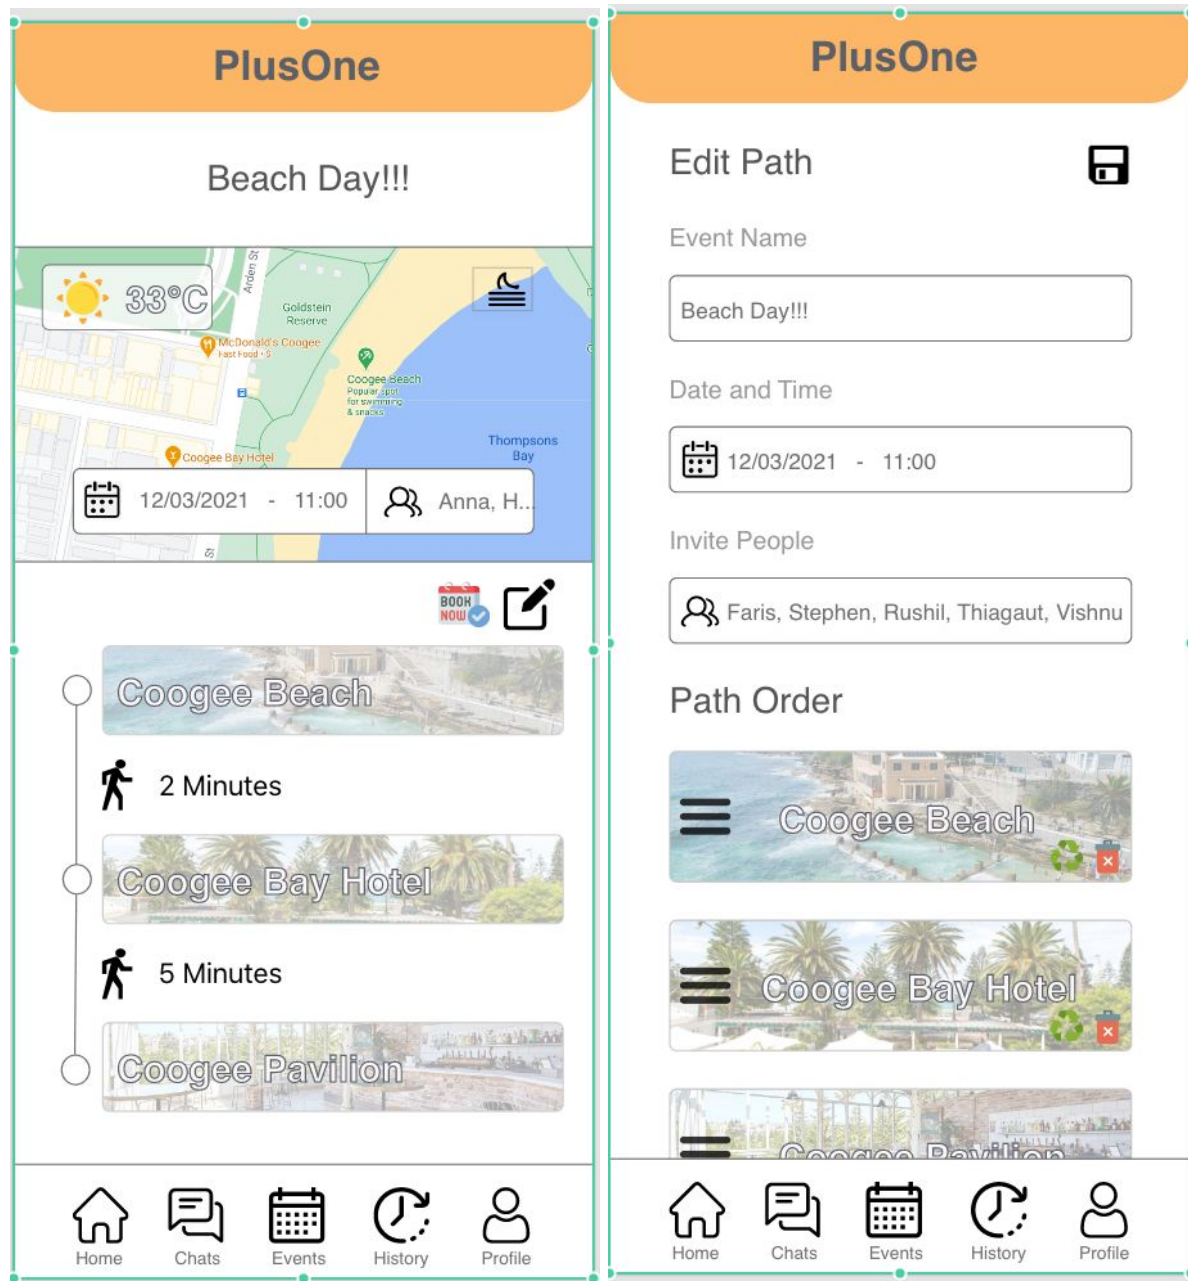 PlusOne
Beach Day!!!
33°C
Arden St
Goldstein
Reserve
McDonald's Coogee
Fast Food • $
Coogee Beach
Popular spot
for swimming
& snacks
Thompsons
Bay
Coogee Bay Hotel
12/03/2021 - 11:00
Anna, H...
St
BOOK
NOW
Coogee Beach
2 Minutes
Coogee Bay Hotel
5 Minutes
Coogee Pavilion
Home
Chats
Events
History
Profile
PlusOne
Edit Path
Event Name
Beach Day!!!
Date and Time
12/03/2021 - 11:00
Invite People
Faris, Stephen, Rushil, Thiagaut, Vishnu
Path Order
Coogee Beach
Coogee Bay Hotel
Coogee Pavilion
Home
Chats
Events
History
Profile